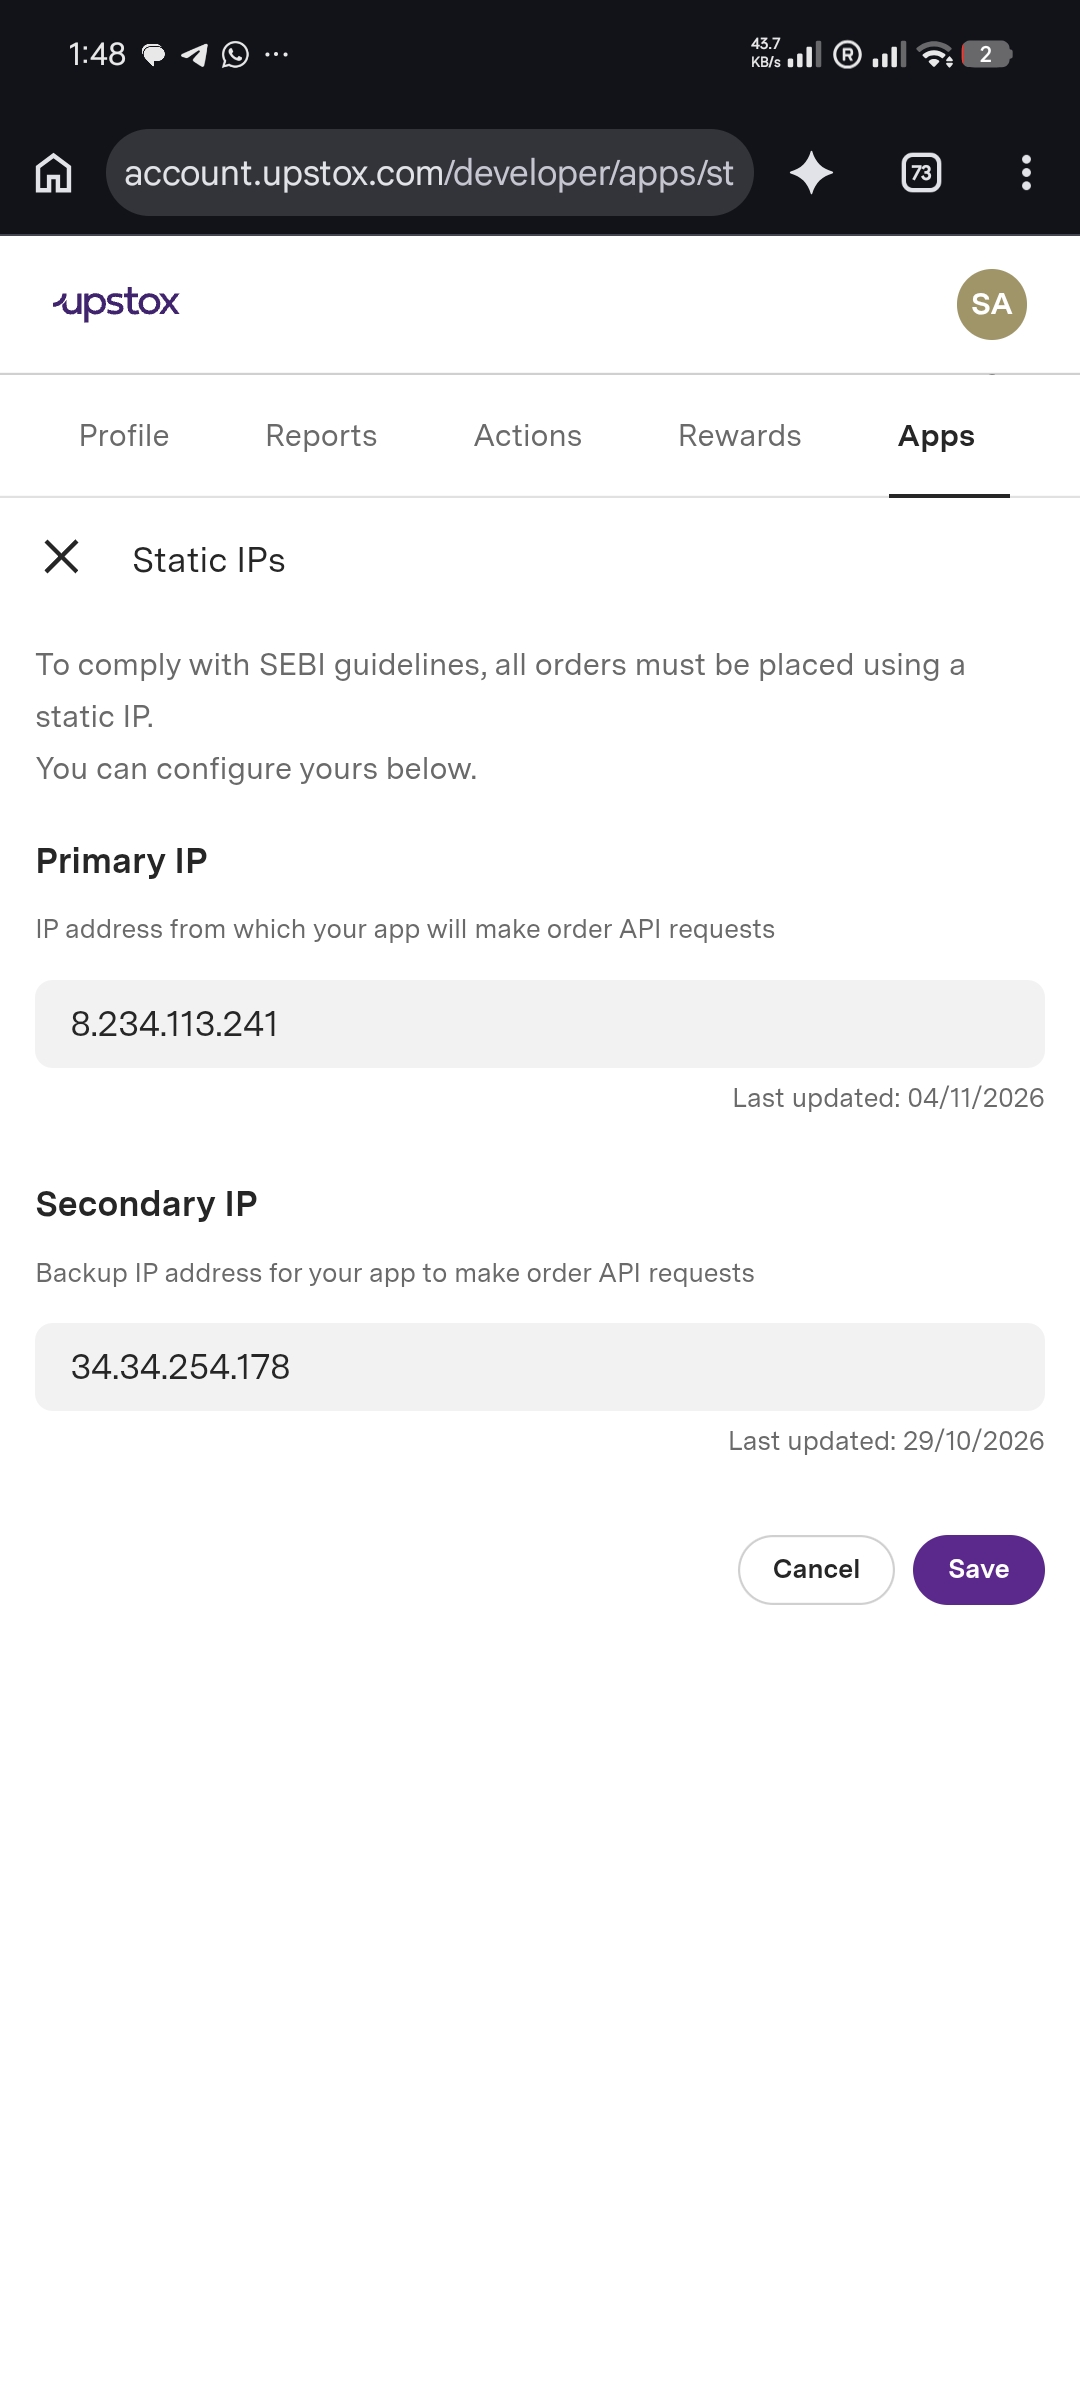 1:48
43.7
KB/s
R
2
account.upstox.com/developer/apps/st
73
upstox
SA
Profile Reports Actions Rewards Apps
Static IPs
To comply with SEBI guidelines, all orders must be placed using a
static IP.
You can configure yours below.
Primary IP
IP address from which your app will make order API requests
8.234.113.241
Last updated: 04/11/2026
Secondary IP
Backup IP address for your app to make order API requests
34.34.254.178
Last updated: 29/10/2026
Cancel Save